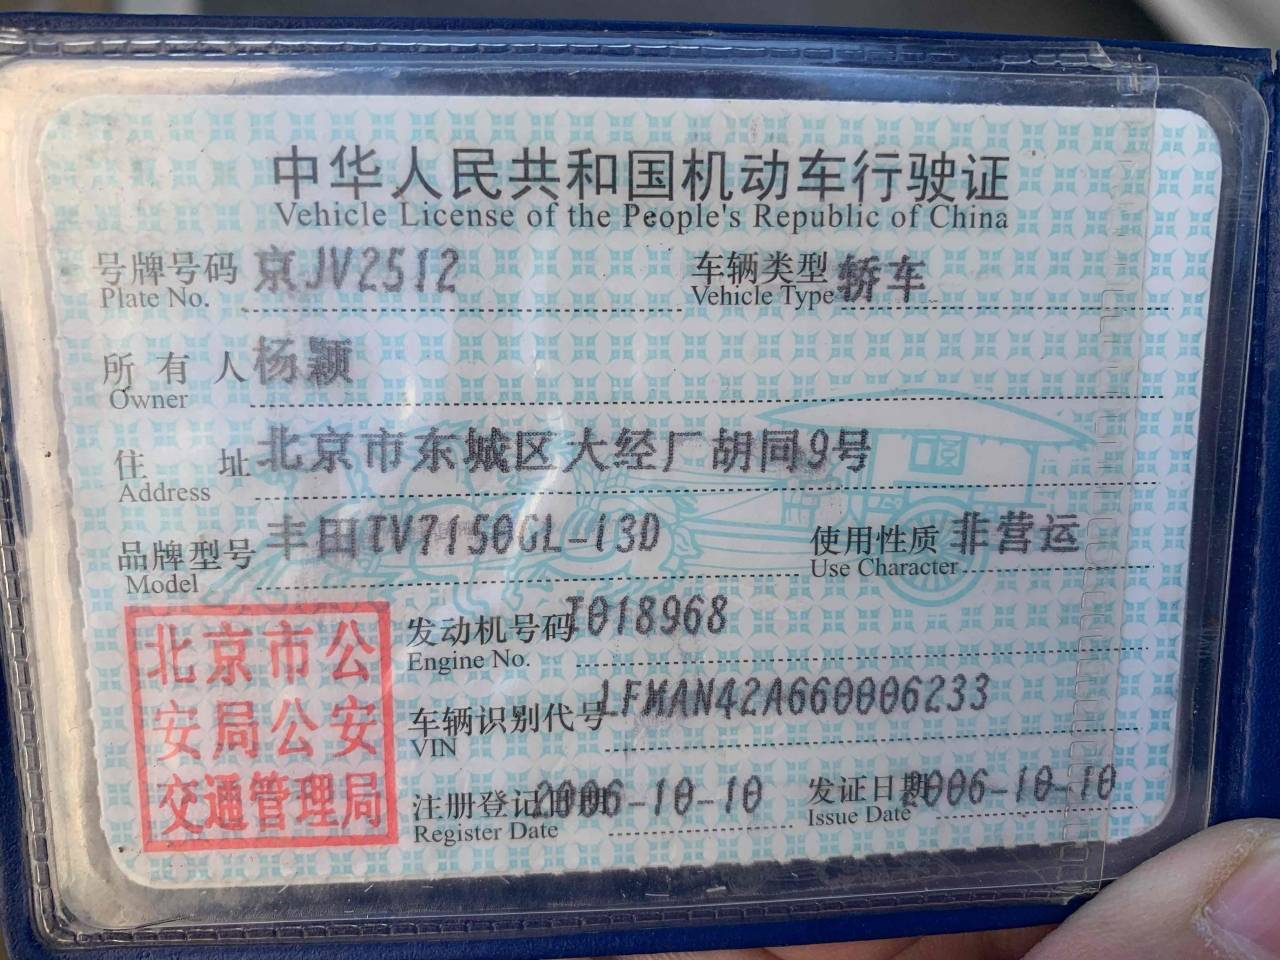 中华人民共和国机动车行驶证
Vehicle License of the People's Republic of China
号牌号码 京JV2512 车辆类型 轿车
Plate No. Vehicle Type
所有人 杨颖
Owner
住址 北京市东城区大经厂胡同9号
Address
品牌型号 丰田TV7150GL-i3D 使用性质 非营运
Model Use Character
北京市公
安局公安
交通管理局
发动机号码 T018968
Engine No.
车辆识别代号 LFMAN42A660006233
VIN
注册登记日期 2006-10-10 发证日期 2006-10-10
Register Date Issue Date